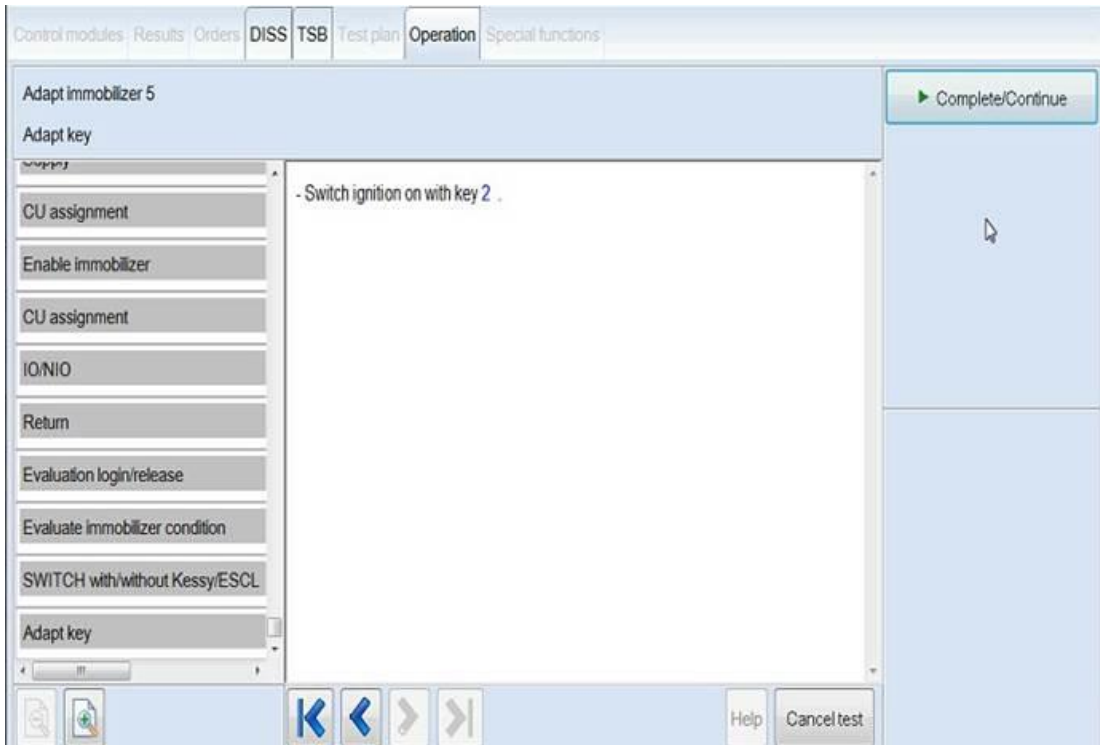 Control modules Results Orders DISS TSB Test plan Operation Special functions
Adapt immobilizer 5
Adapt key
Complete/Continue
Supply
CU assignment
Enable immobilizer
CU assignment
IO/NIO
Return
Evaluation login/release
Evaluate immobilizer condition
SWITCH with/without Kessy/ESCL
Adapt key
- Switch ignition on with key 2 .
Help
Cancel test